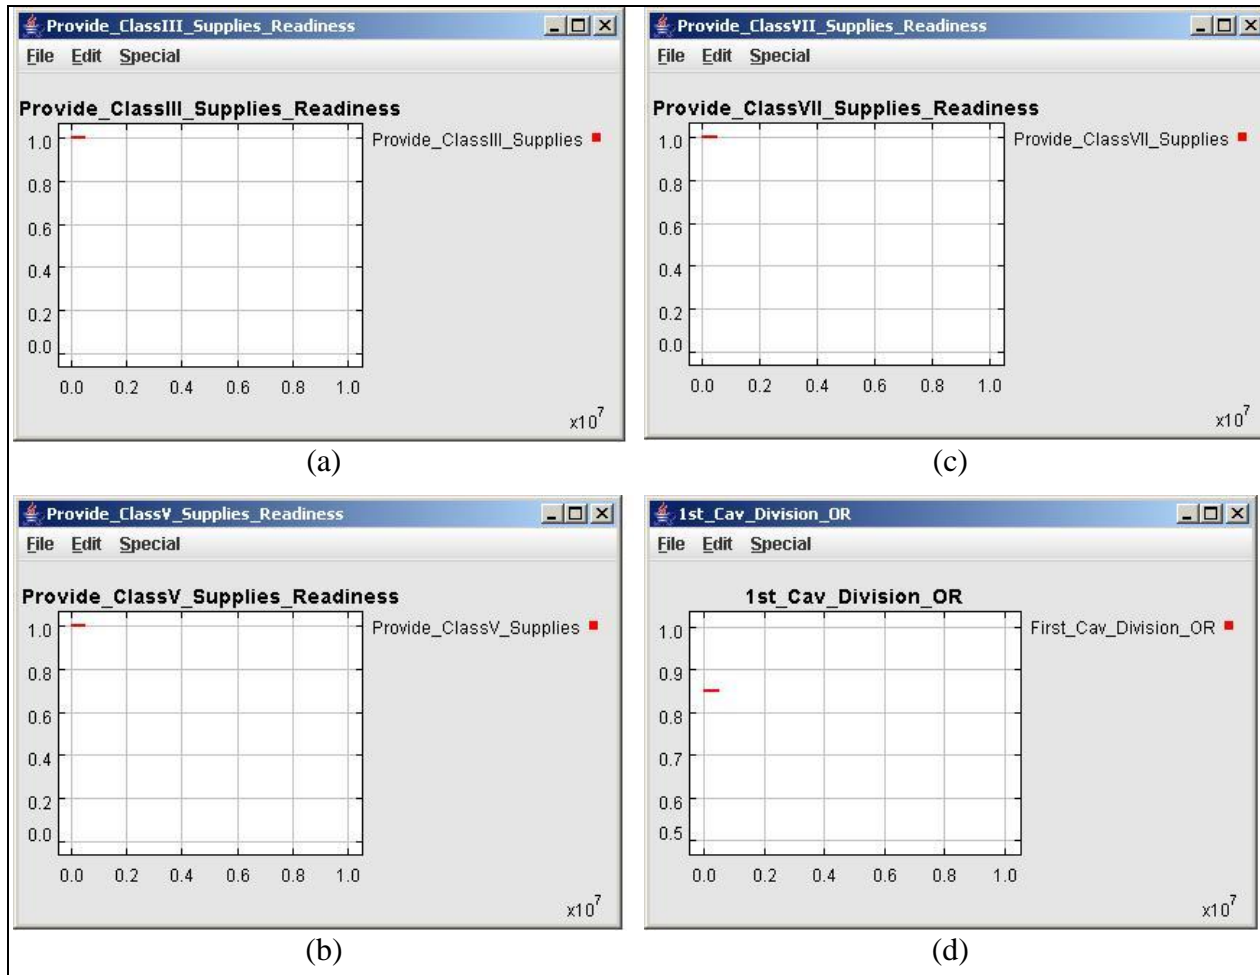 Provide_ClassIII_Supplies_Readiness
File Edit Special
Provide_ClassIII_Supplies_Readiness
Provide_ClassIII_Supplies
1.0
0.8
0.6
0.4
0.2
0.0
0.0 0.2 0.4 0.6 0.8 1.0
x10^7
(a)
Provide_ClassVII_Supplies_Readiness
File Edit Special
Provide_ClassVII_Supplies_Readiness
Provide_ClassVII_Supplies
1.0
0.8
0.6
0.4
0.2
0.0
0.0 0.2 0.4 0.6 0.8 1.0
x10^7
(c)
Provide_ClassV_Supplies_Readiness
File Edit Special
Provide_ClassV_Supplies_Readiness
Provide_ClassV_Supplies
1.0
0.8
0.6
0.4
0.2
0.0
0.0 0.2 0.4 0.6 0.8 1.0
x10^7
(b)
1st_Cav_Division_OR
File Edit Special
1st_Cav_Division_OR
First_Cav_Division_OR
1.0
0.9
0.8
0.7
0.6
0.5
0.0 0.2 0.4 0.6 0.8 1.0
x10^7
(d)